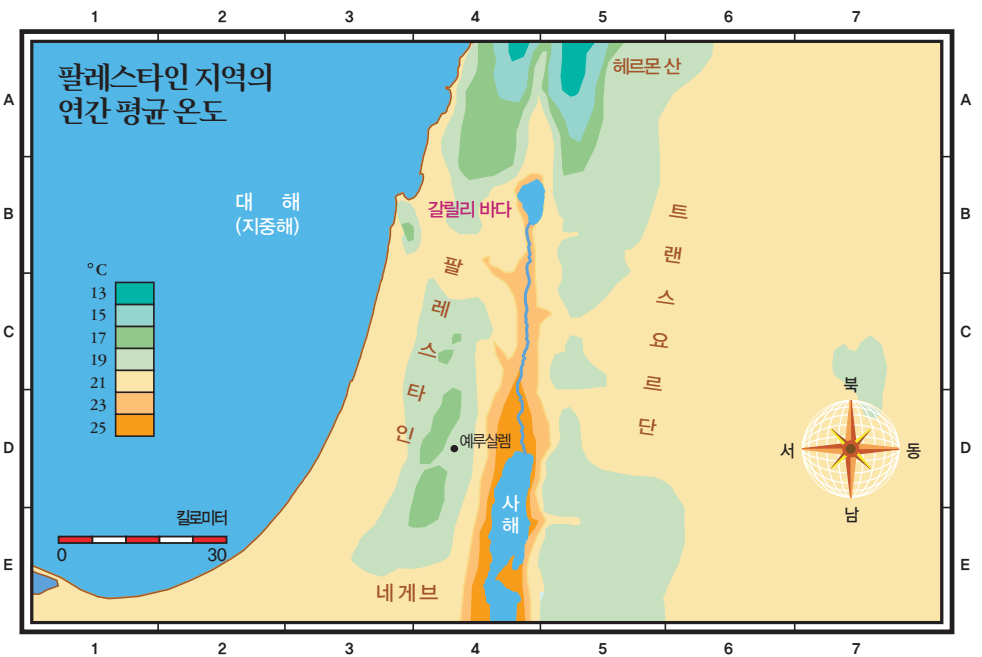 1 2 3 4 5 6 7
팔레스타인 지역의
연간 평균 온도
헤르몬 산
A A
대 해
(지중해)
갈릴리 바다
B B
트랜스요르단
팔레스타인
°C
13
15
17
19
21
23
25
C C
북
서 동
남
예루살렘
D D
사
해
킬로미터
0 30
E E
네게브
1 2 3 4 5 6 7